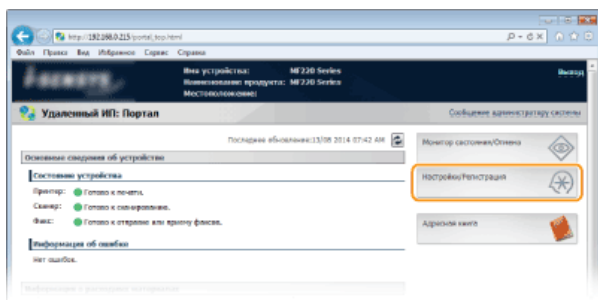 http://192.168.0.215/portal_top.html
Файл Правка Вид Избранное Сервис Справка
Имя устройства: MF220 Series
Наименование продукта: MF220 Series
Местоположение:
Выход
Удаленный ИП: Портал
Сообщение администратору системы
Последнее обновление:13/08 2014 07:42 AM
Основные сведения об устройстве
Состояние устройства
Принтер: Готово к печати.
Сканер: Готово к сканированию.
Факс: Готово к отправке или приему факсов.
Информация об ошибке
Нет ошибок.
Монитор состояния/Отмена
Настройки/Регистрация
Адресная книга